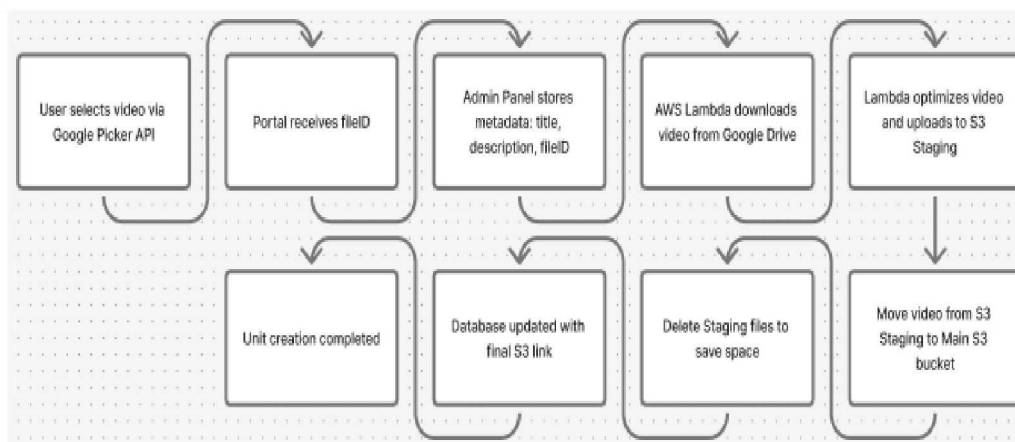 User selects video via
Google Picker API
Portal receives fileID
Admin Panel stores
metadata: title,
description, fileID
AWS Lambda downloads
video from Google Drive
Lambda optimizes video
and uploads to S3
Staging
Move video from S3
Staging to Main S3
bucket
Delete Staging files to
save space
Database updated with
final S3 link
Unit creation completed